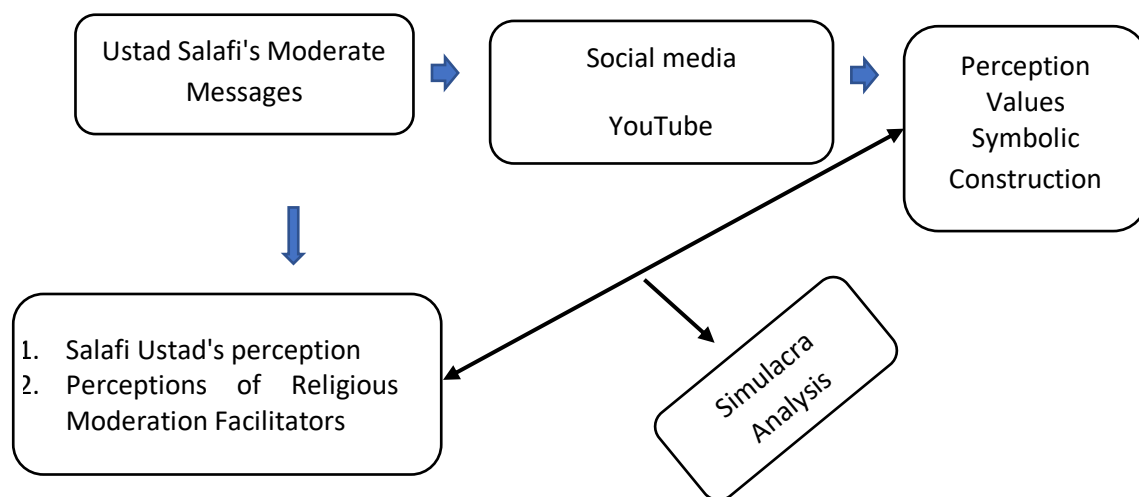 Ustad Salafi's Moderate
Messages
Social media
YouTube
Perception
Values
Symbolic
Construction
1. Salafi Ustad's perception
2. Perceptions of Religious
Moderation Facilitators
Simulacra
Analysis